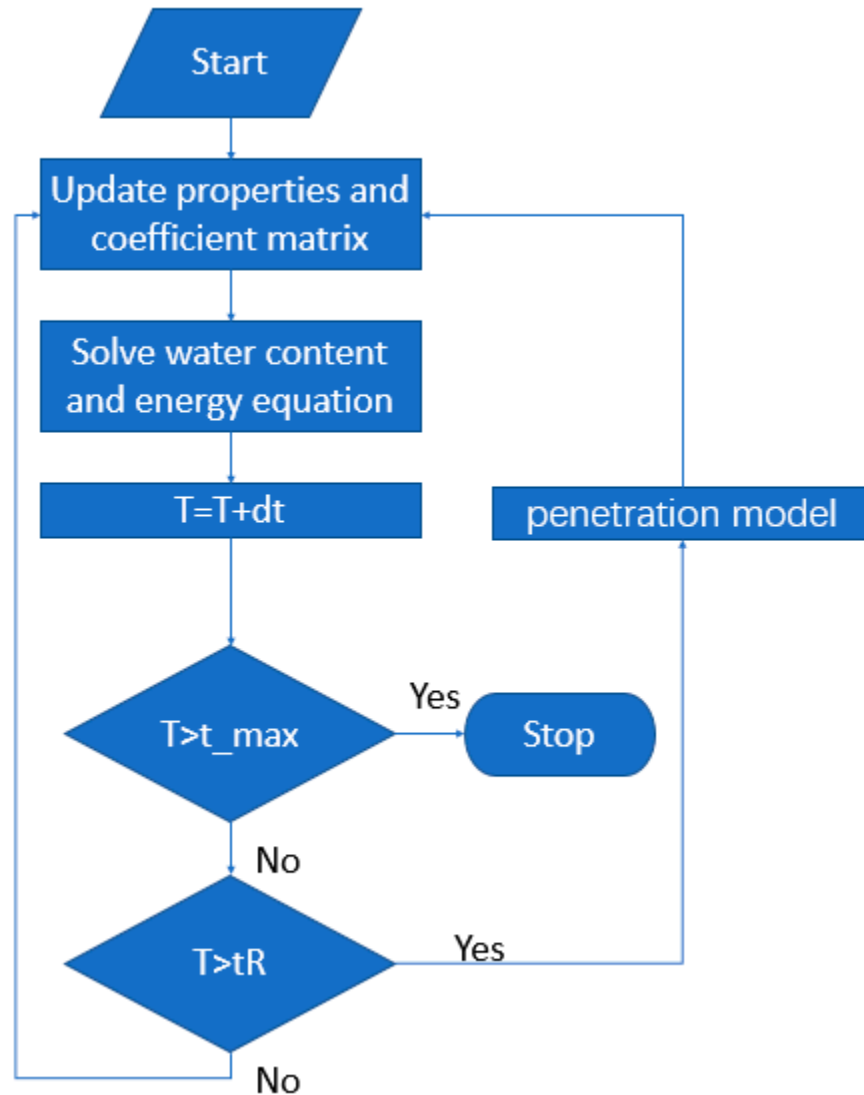 Start
Update properties and
coefficient matrix
Solve water content
and energy equation
T=T+dt
penetration model
T>t_max
Yes
Stop
No
T>tR
Yes
No